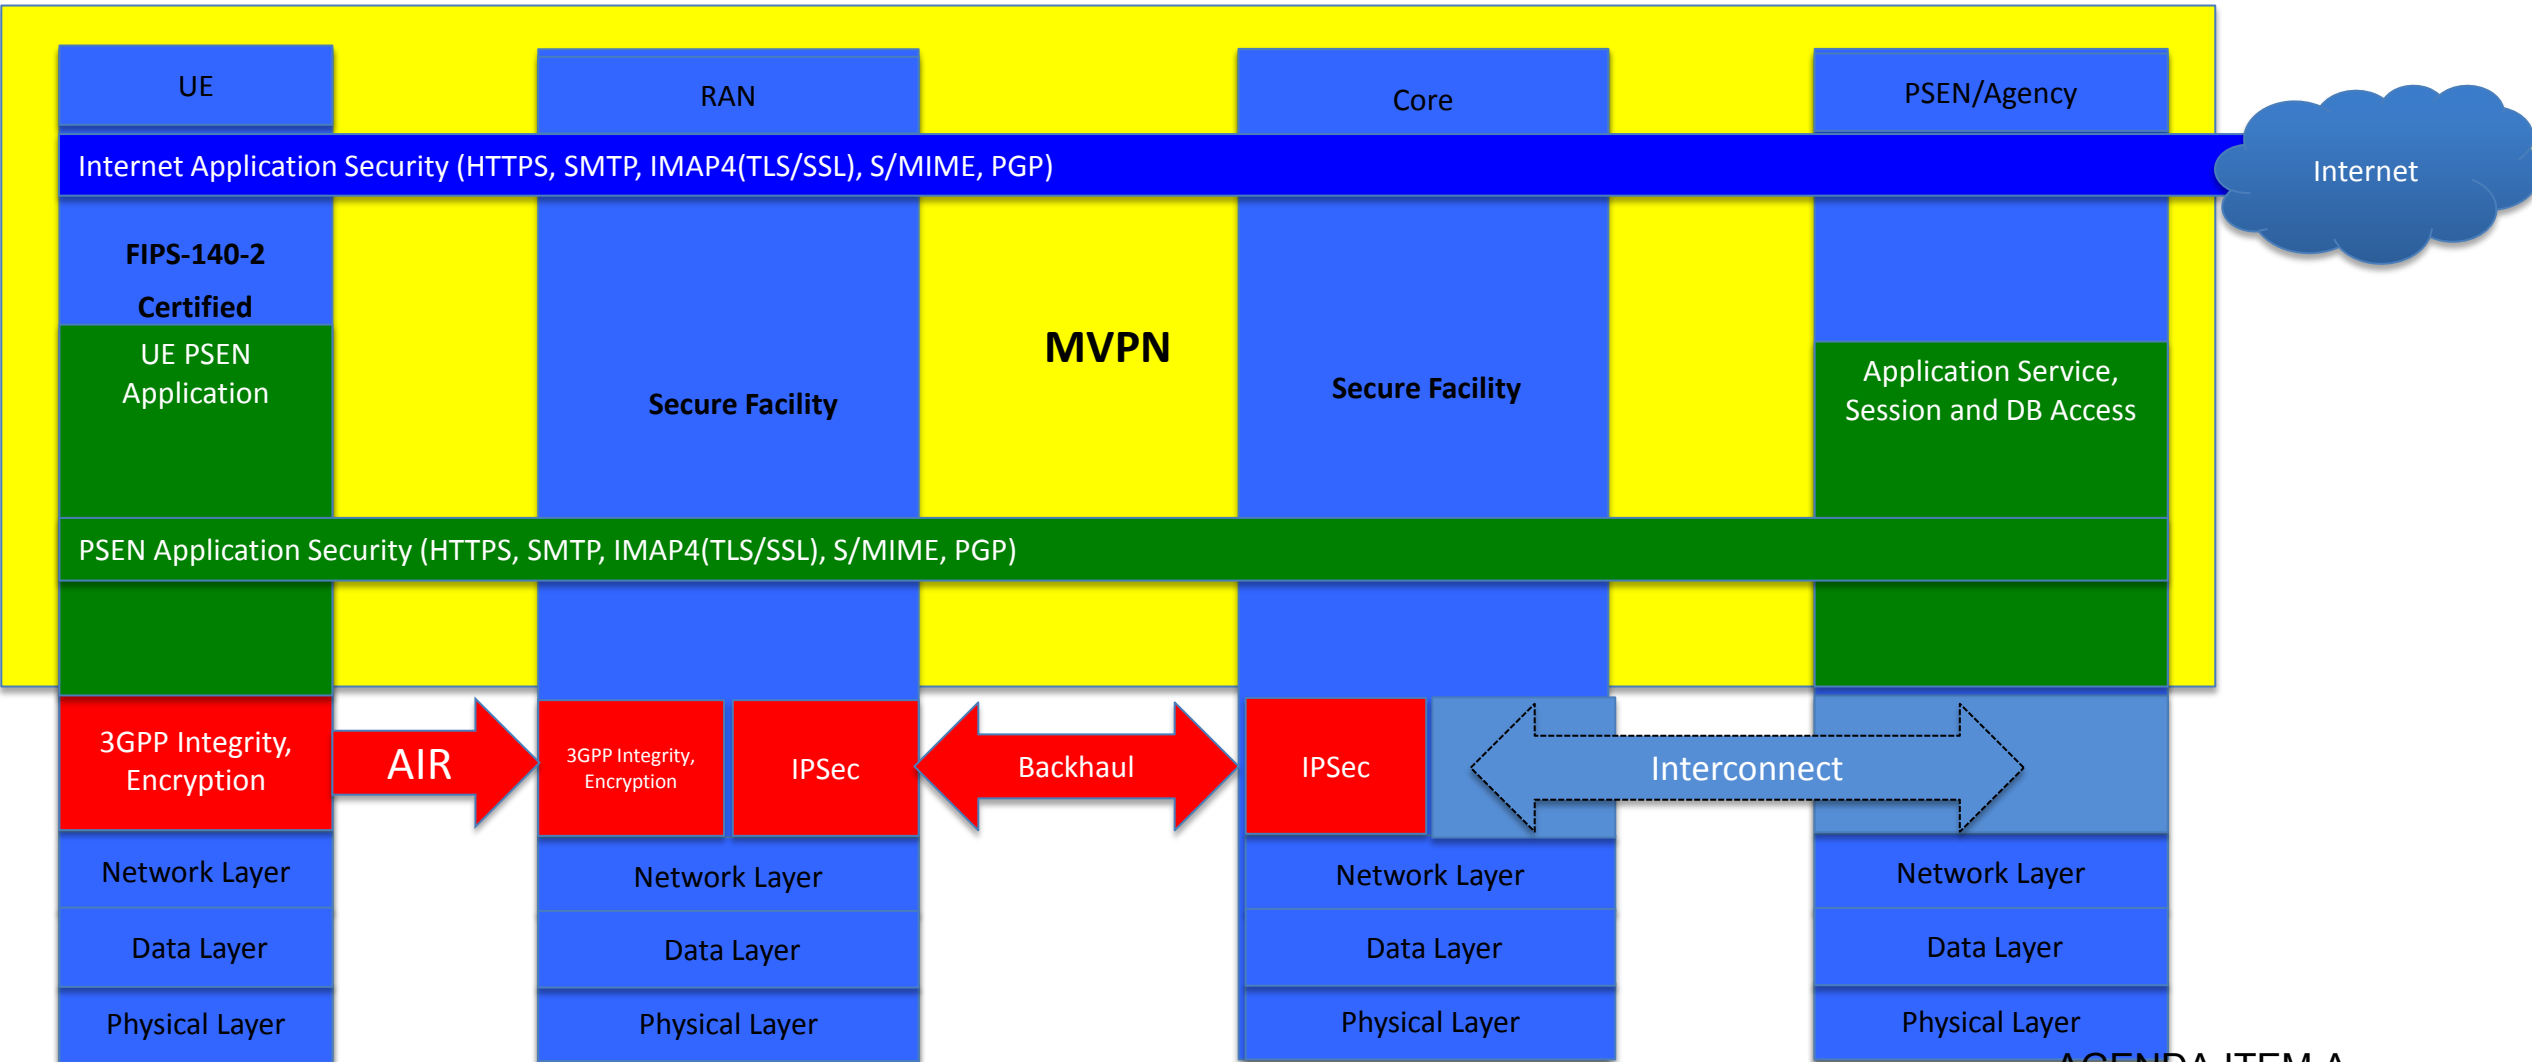 UE
RAN
Core
PSEN/Agency
Internet Application Security (HTTPS, SMTP, IMAP4(TLS/SSL), S/MIME, PGP)
Internet
FIPS-140-2
Certified
UE PSEN
Application
MVPN
Secure Facility
Secure Facility
Application Service,
Session and DB Access
PSEN Application Security (HTTPS, SMTP, IMAP4(TLS/SSL), S/MIME, PGP)
3GPP Integrity,
Encryption
AIR
3GPP Integrity,
Encryption
IPSec
Backhaul
IPSec
Interconnect
Network Layer
Network Layer
Network Layer
Network Layer
Data Layer
Data Layer
Data Layer
Data Layer
Physical Layer
Physical Layer
Physical Layer
Physical Layer
AGENDA ITEM A